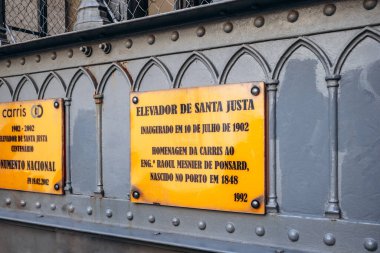 carris
1902 - 2002
ELEVADOR DE SANTA JUSTA
CENTENÁRIO
MONUMENTO NACIONAL
ELEVADOR DE SANTA JUSTA
INAUGURADO EM 10 DE JULHO DE 1902
HOMENAGEM DA CARRIS AO
ENG.º RAOUL MESNIER DE PONSARD,
NASCIDO NO PORTO EM 1848
1992